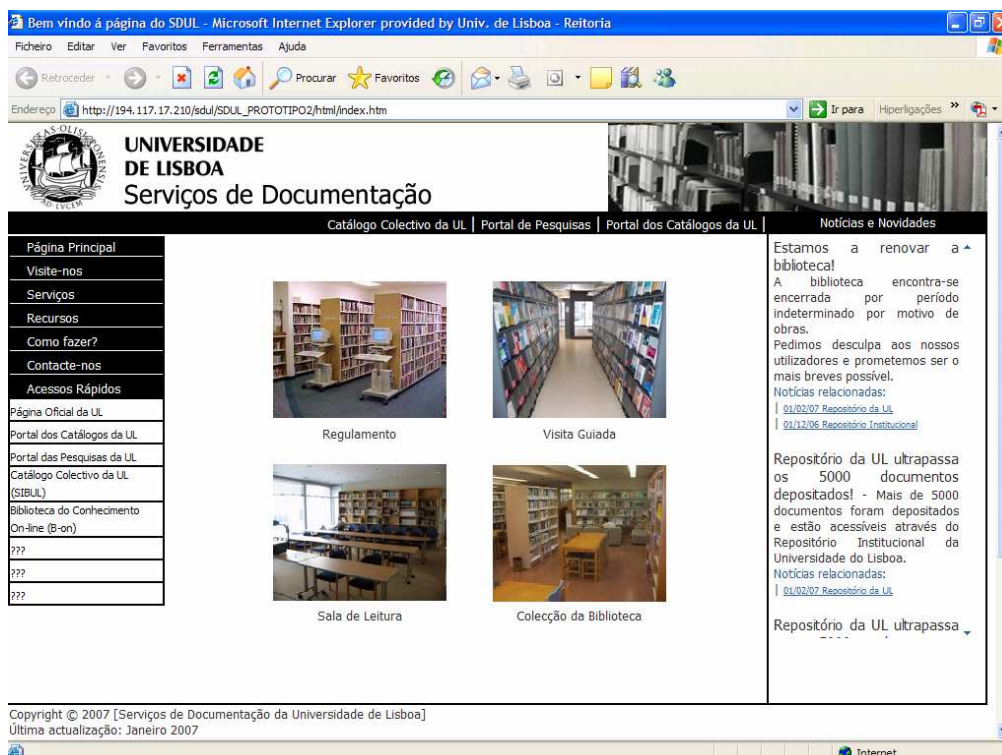 Bem vindo á página do SDUL - Microsoft Internet Explorer provided by Univ. de Lisboa - Reitoria
Ficheiro Editar Ver Favoritos Ferramentas Ajuda
Retroceder Procurar Favoritos
Endereço http://194.117.17.210/sdul/SDUL_PROTOTIPO2/html/index.htm Ir para Hiperligações
UNIVERSIDADE
DE LISBOA
Serviços de Documentação
AD LVCEM
Catálogo Colectivo da UL | Portal de Pesquisas | Portal dos Catálogos da UL |
Notícias e Novidades
Página Principal
Visite-nos
Serviços
Recursos
Como fazer?
Contacte-nos
Acessos Rápidos
Página Oficial da UL
Portal dos Catálogos da UL
Portal das Pesquisas da UL
Catálogo Colectivo da UL
(SIBUL)
Biblioteca do Conhecimento
On-line (B-on)
???
???
???
Regulamento
Visita Guiada
Sala de Leitura
Colecção da Biblioteca
Estamos a renovar a
biblioteca!
A biblioteca encontra-se
encerrada por período
indeterminado por motivo de
obras.
Pedimos desculpa aos nossos
utilizadores e prometemos ser o
mais breves possível.
Notícias relacionadas:
| 01/02/07 Repositório da UL
| 01/12/06 Repositório Institucional
Repositório da UL ultrapassa
os 5000 documentos
depositados! - Mais de 5000
documentos foram depositados
e estão acessíveis através do
Repositório Institucional da
Universidade do Lisboa.
Notícias relacionadas:
| 01/02/07 Repositório da UL
Repositório da UL ultrapassa
Copyright © 2007 [Serviços de Documentação da Universidade de Lisboa]
Última actualização: Janeiro 2007
Internet